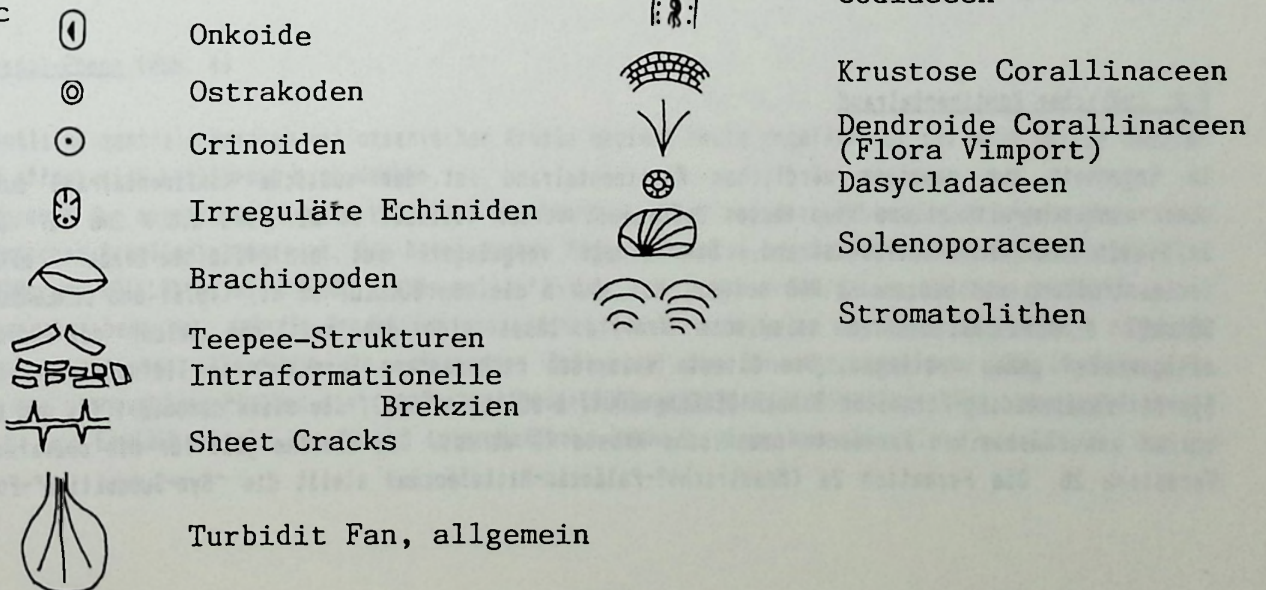 Onkoide
Ostrakoden
Crinoiden
Irreguläre Echiniden
Brachiopoden
Teepee-Strukturen
Intraformationelle
Brekzien
Sheet Cracks
Turbidit Fan, allgemein
Krustose Corallinaceen
Dendroide Corallinaceen
(Flora Vimport)
Dasycladaceen
Solenoporaceen
Stromatolithen